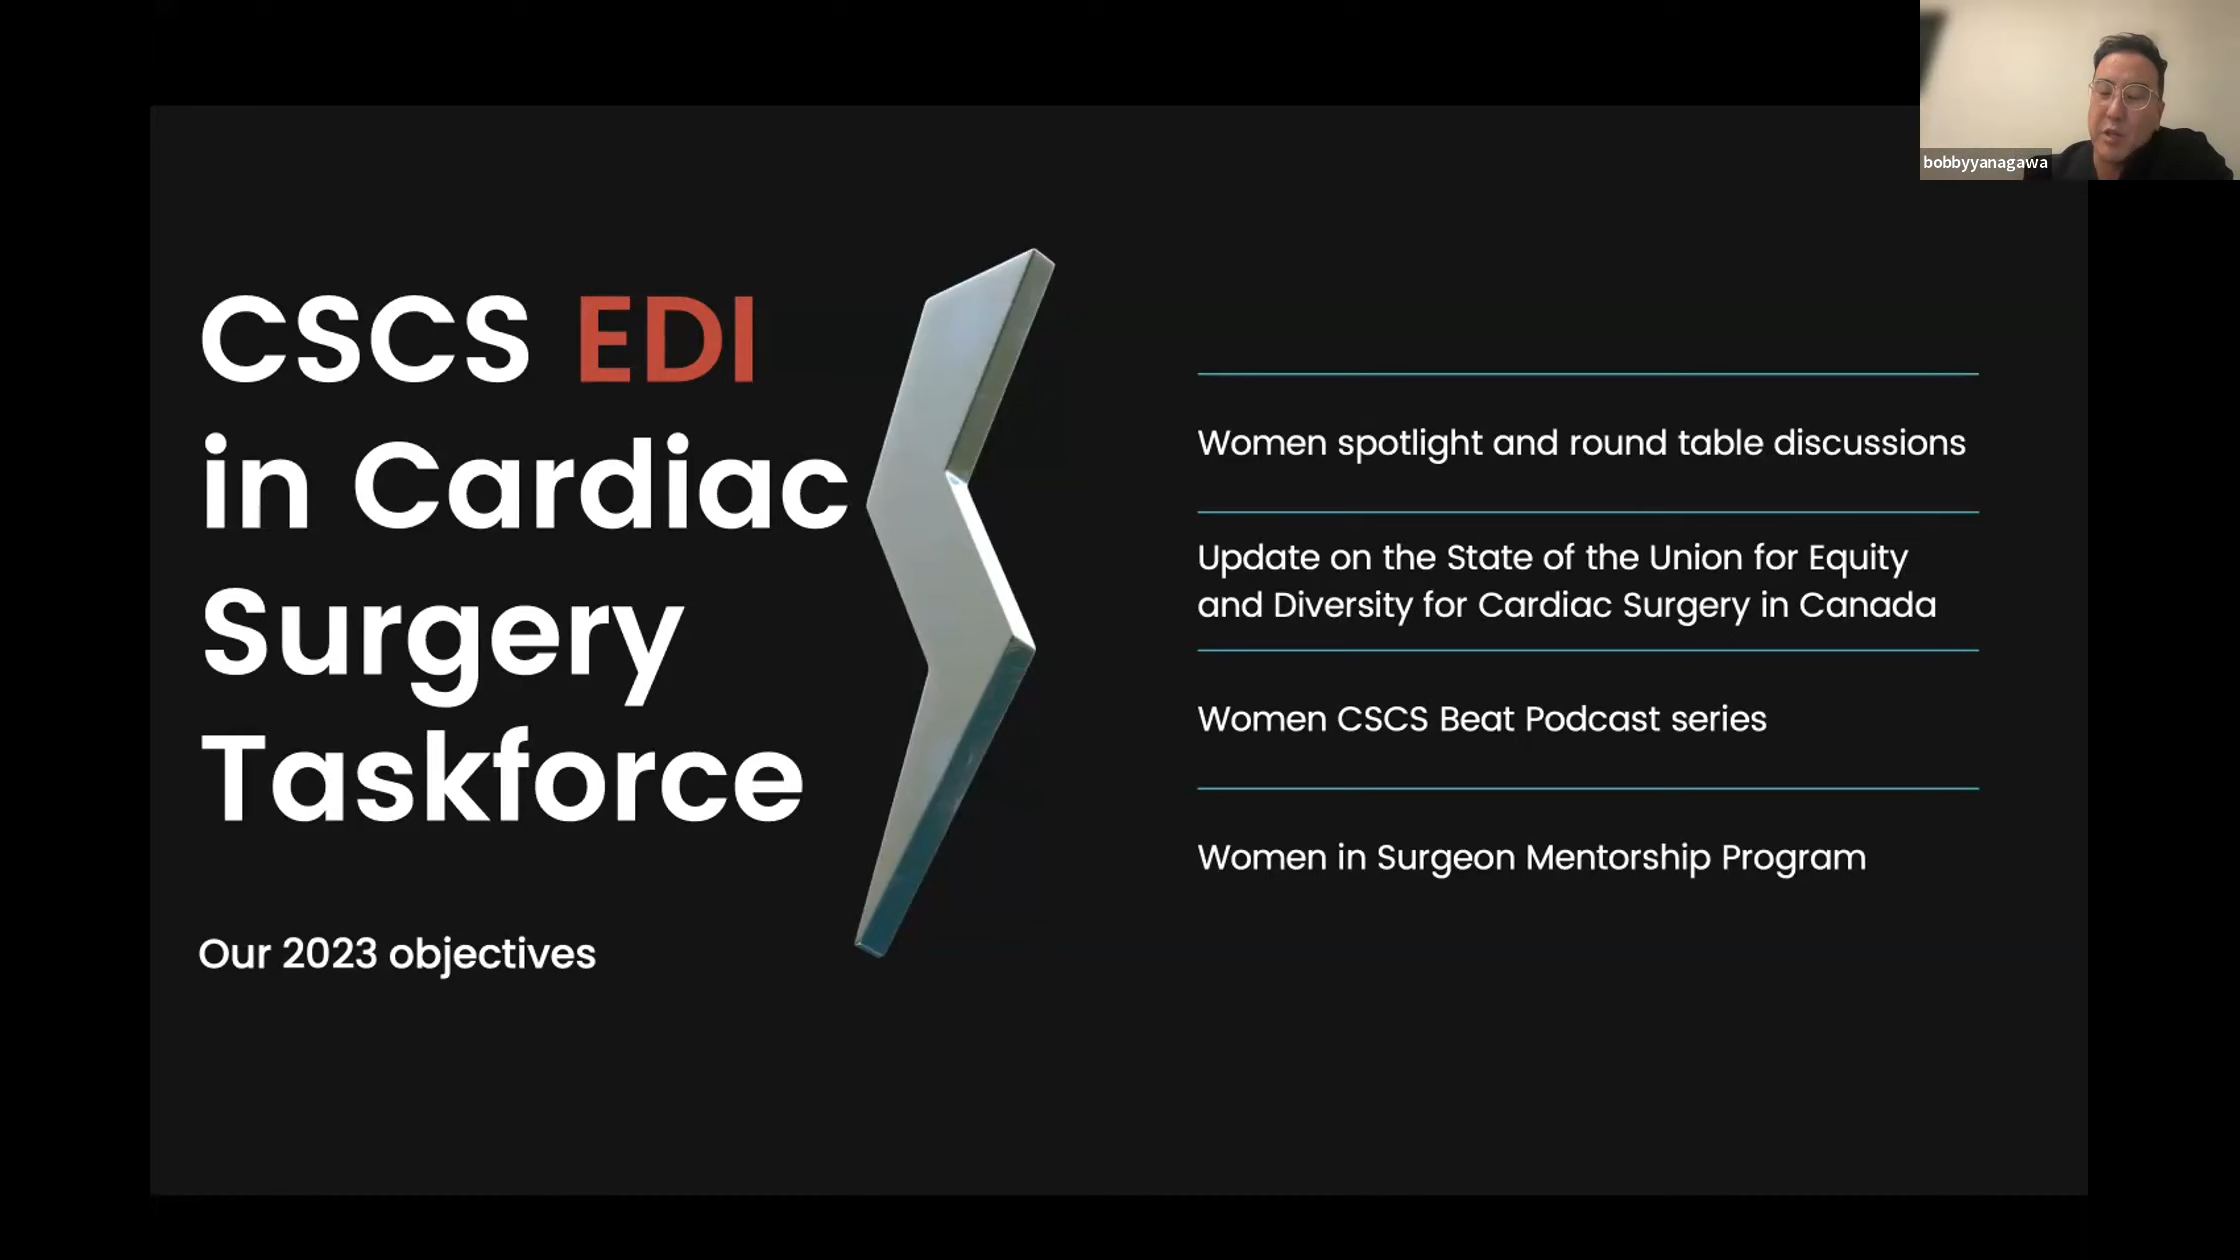 CSCS EDI
in Cardiac
Surgery
Taskforce
Our 2023 objectives
Women spotlight and round table discussions
Update on the State of the Union for Equity
and Diversity for Cardiac Surgery in Canada
Women CSCS Beat Podcast series
Women in Surgeon Mentorship Program
bobbyyanagawa